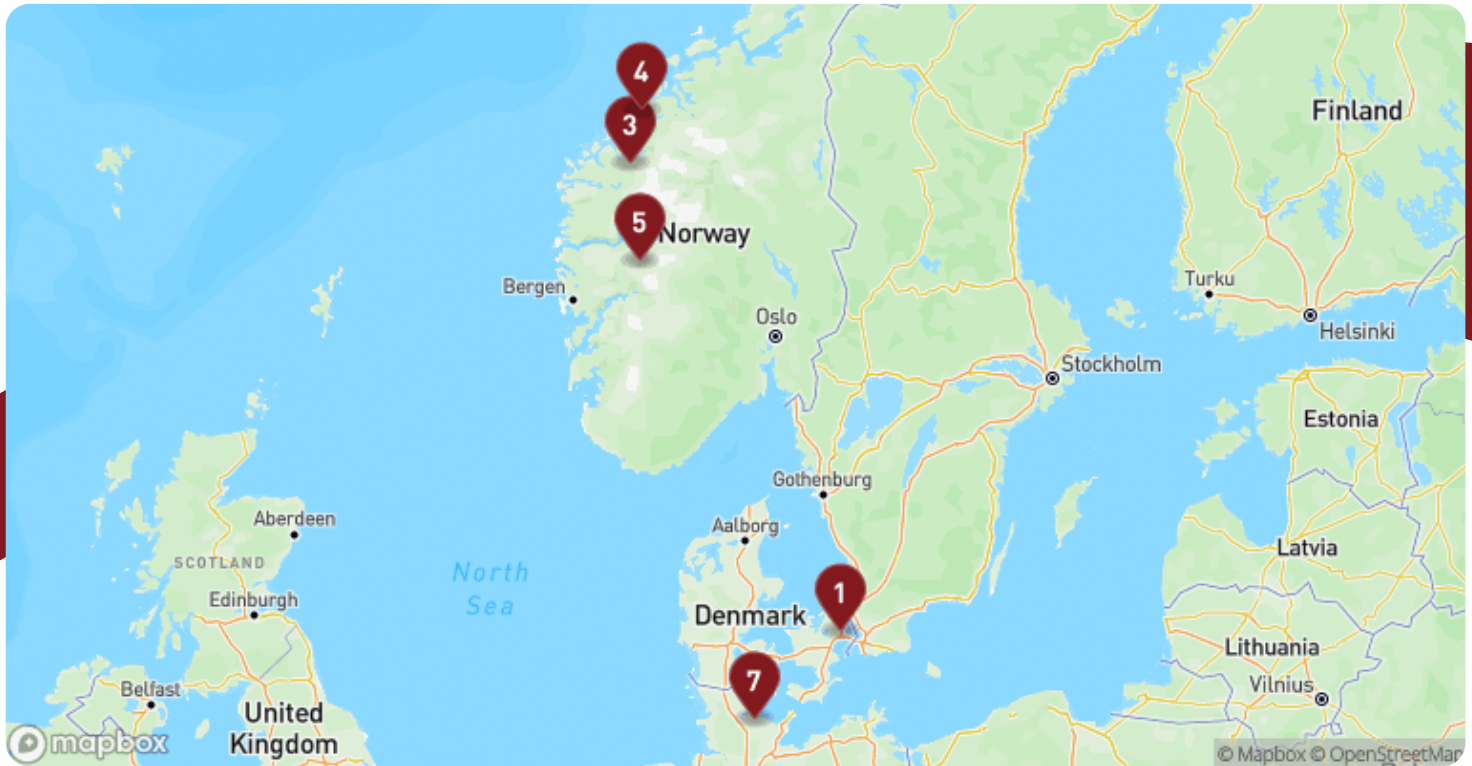 4
Finland
3
5
Norway
Bergen
Turku
Oslo
Helsinki
Stockholm
Estonia
Gothenburg
Aberdeen
Aalborg
SCOTLAND
Latvia
North
Sea
1
Edinburgh
Denmark
Lithuania
7
Belfast
Vilnius
United
Kingdom
mapbox
© Mapbox © OpenStreetMap